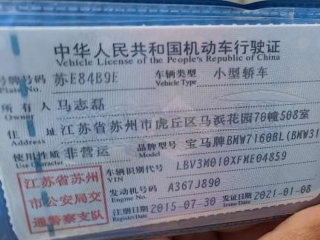 中华人民共和国机动车行驶证
Vehicle License of the People's Republic of China
号牌号码 苏E84B9E 车辆类型 小型轿车
Plate No. Vehicle Type
所 有 人 马志磊
Owner
住 址 江苏省苏州市虎丘区马浜花园70幢508室
Address
使用性质 非营运 品牌型号 宝马牌BMW7160BL(BMW31
Use Character Model
车辆识别代号 LBV3M010XFME04859
VIN
发动机号码 A367J890
Engine No.
注册日期 2015-07-30 发证日期 2021-01-08
Register Date Issue Date
江苏省苏州
市公安局交
通警察支队